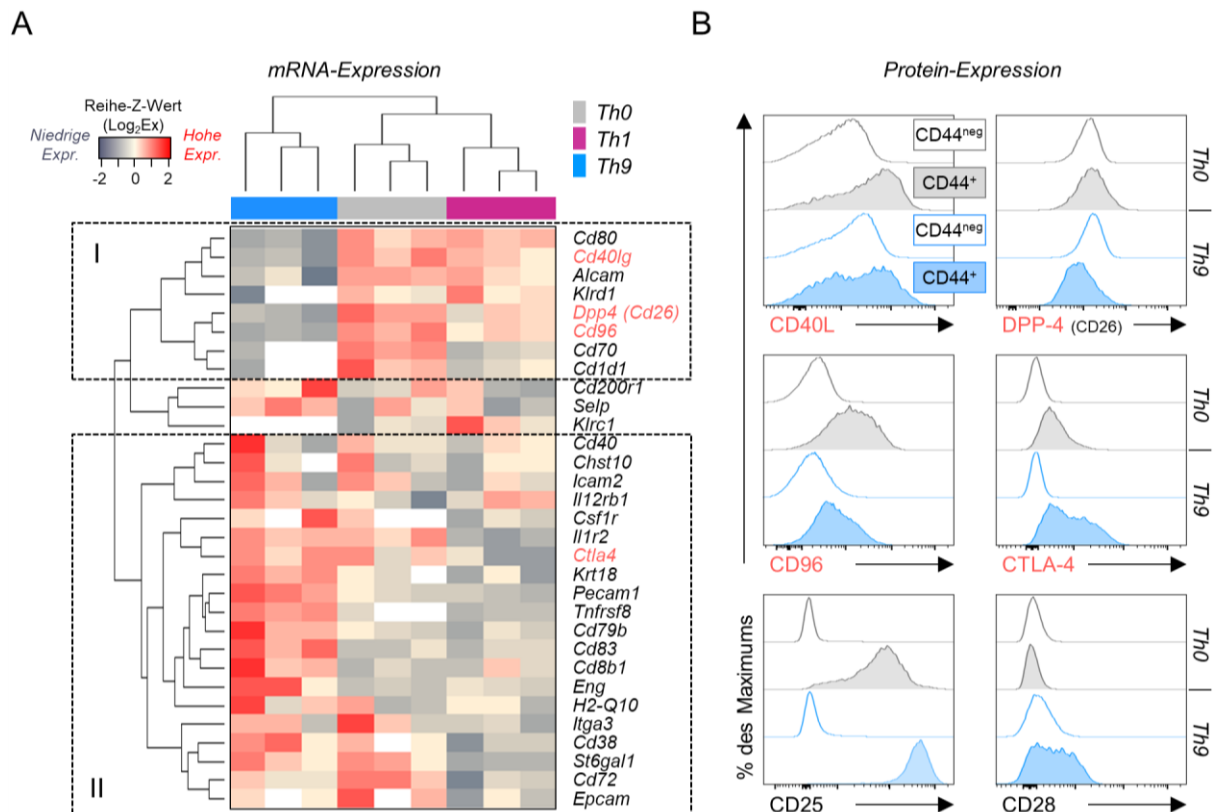 A
mRNA-Expression
Reihe-Z-Wert
(Log₂Ex)
Niedrige
Expr.
Hohe
Expr.
-2 0 2
Th0
Th1
Th9
I
Cd80
Cd40lg
Alcam
Klrd1
Dpp4 (Cd26)
Cd96
Cd70
Cd1d1
Cd200r1
Selp
Klrc1
Cd40
Chst10
Icam2
Il12rb1
Csf1r
Il1r2
Ctla4
Krt18
Pecam1
Tnfrsf8
Cd79b
Cd83
Cd8b1
Eng
H2-Q10
Itga3
Cd38
St6gal1
Cd72
Epcam
II
B
Protein-Expression
% des Maximums
CD44ⁿᵉᵍ
CD44⁺
CD44ⁿᵉᵍ
CD44⁺
Th0
Th9
CD40L
DPP-4 (CD26)
Th0
Th9
CD96
CTLA-4
Th0
Th9
CD25
CD28